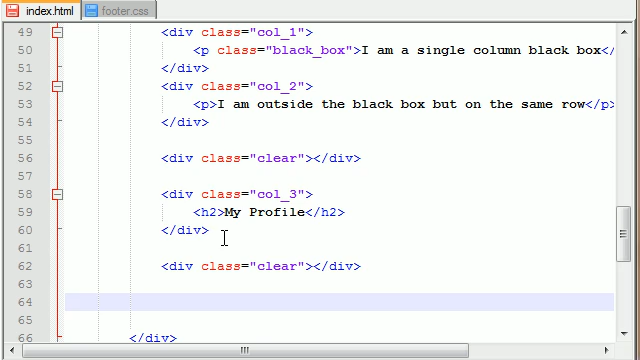 index.html footer.css
49 <div class="col_1">
50 <p class="black_box">I am a single column black box</
51 </div>
52 <div class="col_2">
53 <p>I am outside the black box but on the same row</p>
54 </div>
55
56 <div class="clear"></div>
57
58 <div class="col_3">
59 <h2>My Profile</h2>
60 </div>
61
62 <div class="clear"></div>
63
64
65
66 </div>